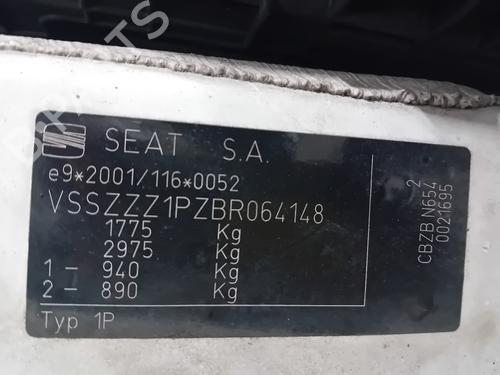 SEAT S.A.
e9*2001/116*0052
VSSZZZ1PZBR064148
1775 Kg
2975 Kg
1— 940 Kg
2— 890 Kg
Typ 1P
CBZB N654 2
0021695